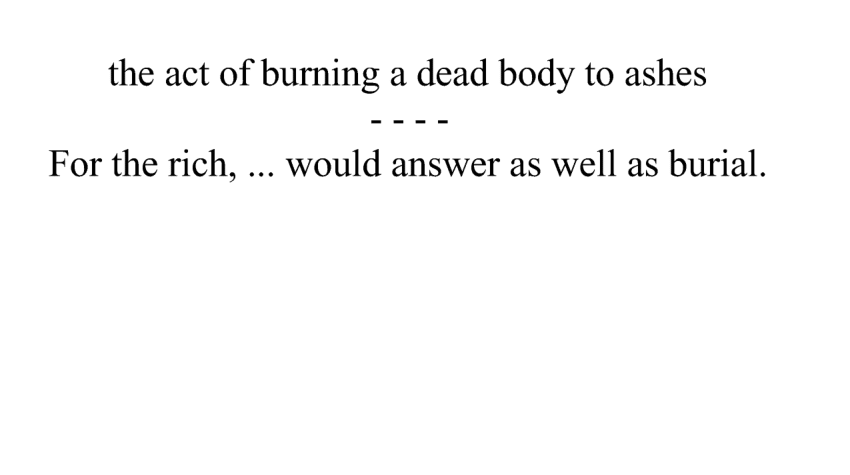 the act of burning a dead body to ashes
- - - -
For the rich, ... would answer as well as burial.